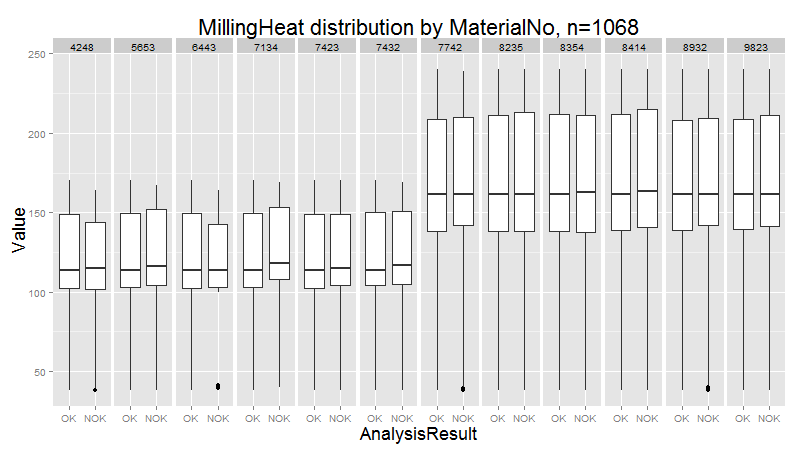 MillingHeat distribution by MaterialNo, n=1068
4248 5653 6443 7134 7423 7432 7742 8235 8354 8414 8932 9823
250
200
150
100
50
Value
OK NOK OK NOK OK NOK OK NOK OK NOK OK NOK OK NOK OK NOK OK NOK OK NOK OK NOK OK NOK
AnalysisResult